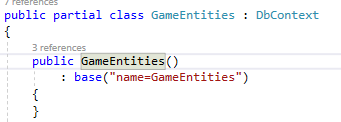 7 references
public partial class GameEntities : DbContext
{
3 references
public GameEntities()
: base("name=GameEntities")
{
}